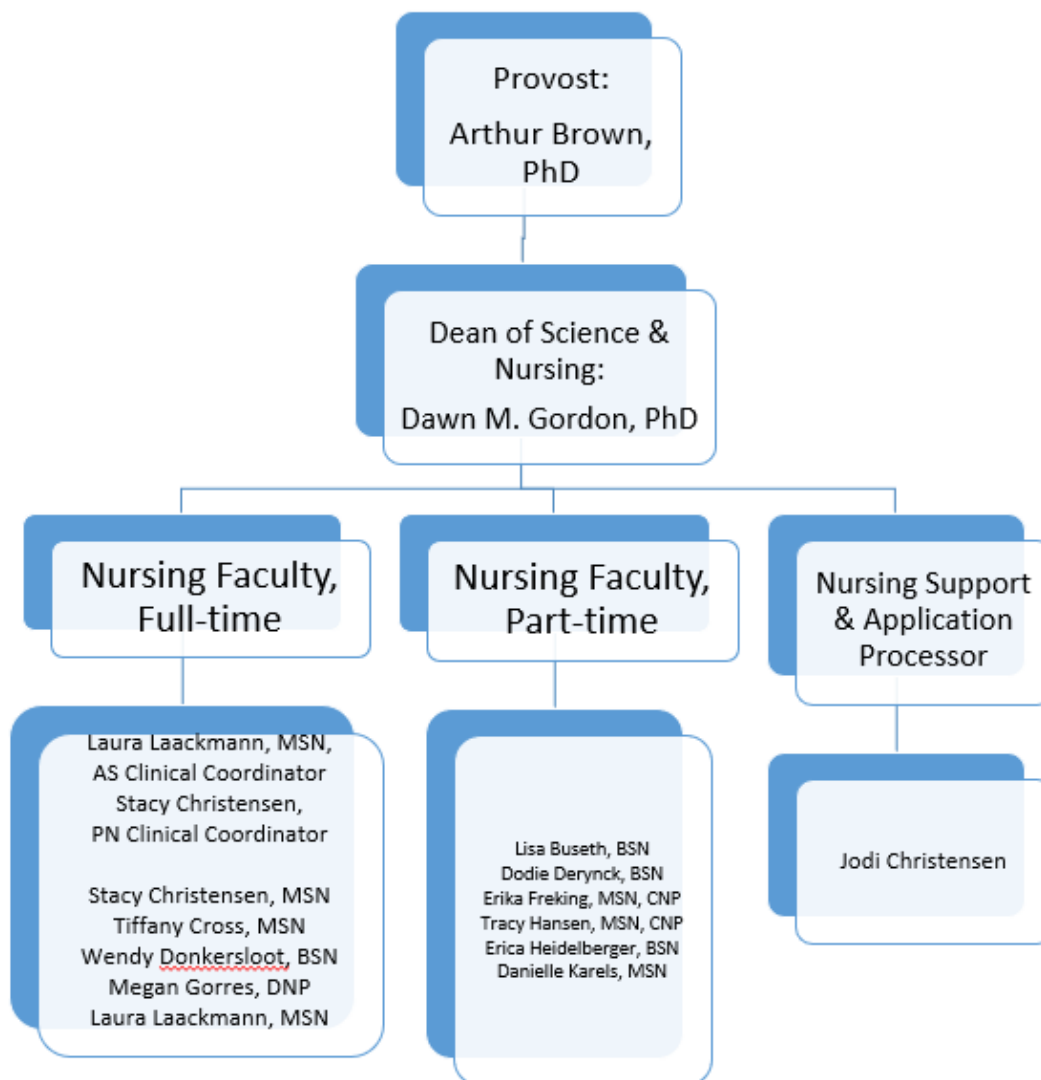 Provost:
Arthur Brown,
PhD
Dean of Science &
Nursing:
Dawn M. Gordon, PhD
Nursing Faculty,
Full-time
Nursing Faculty,
Part-time
Nursing Support
& Application
Processor
Laura Laackmann, MSN,
AS Clinical Coordinator
Stacy Christensen,
PN Clinical Coordinator
Stacy Christensen, MSN
Tiffany Cross, MSN
Wendy Donkersloot, BSN
Megan Gorres, DNP
Laura Laackmann, MSN
Lisa Buseth, BSN
Dodie Derynck, BSN
Erika Freking, MSN, CNP
Tracy Hansen, MSN, CNP
Erica Heidelberger, BSN
Danielle Karels, MSN
Jodi Christensen